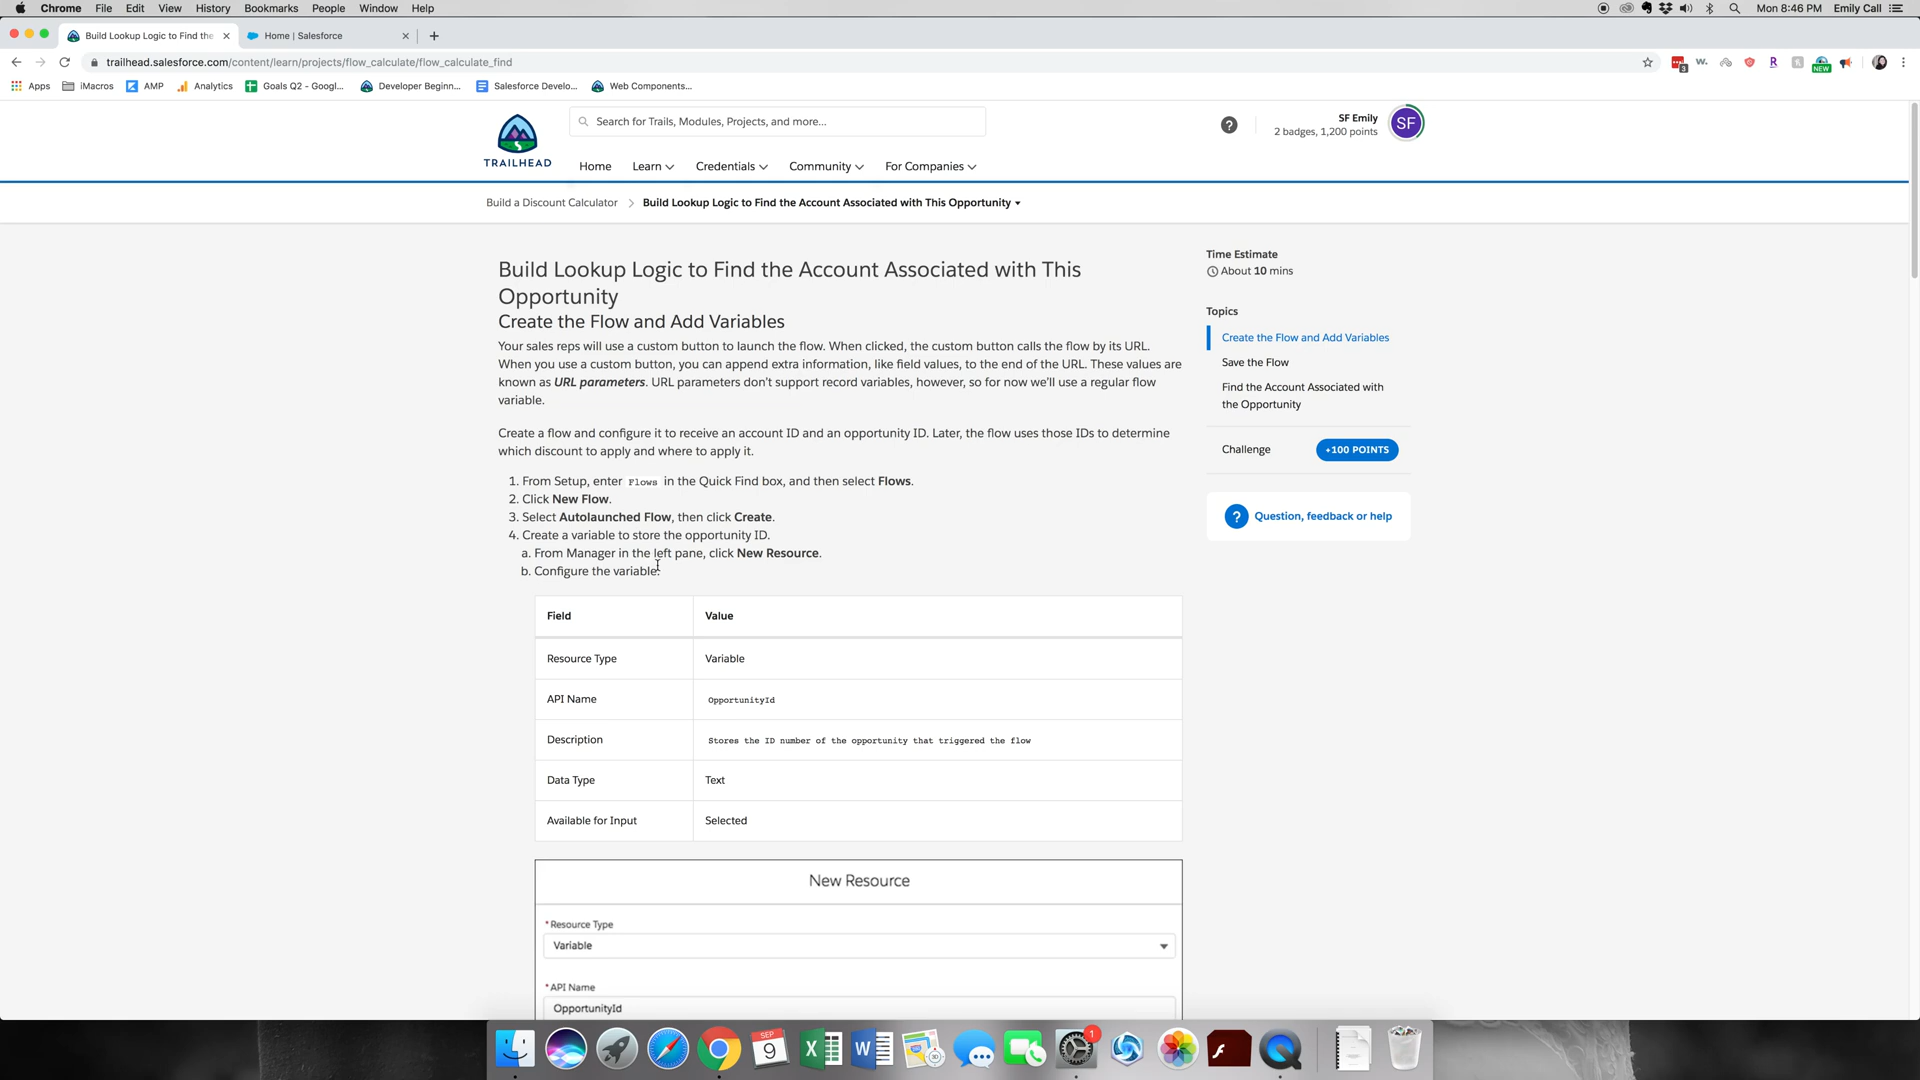 Chrome File Edit View History Bookmarks People Window Help Mon 8:46 PM Emily Call
Build Lookup Logic to Find the Home | Salesforce
trailhead.salesforce.com/content/learn/projects/flow_calculate/flow_calculate_find
Apps iMacros AMP Analytics Goals Q2 - Googl... Developer Beginn... Salesforce Develo... Web Components...
Search for Trails, Modules, Projects, and more...
SF Emily
2 badges, 1,200 points
SF
TRAILHEAD
Home Learn Credentials Community For Companies
Build a Discount Calculator Build Lookup Logic to Find the Account Associated with This Opportunity
Build Lookup Logic to Find the Account Associated with This
Opportunity
Create the Flow and Add Variables
Your sales reps will use a custom button to launch the flow. When clicked, the custom button calls the flow by its URL.
When you use a custom button, you can append extra information, like field values, to the end of the URL. These values are
known as URL parameters. URL parameters don't support record variables, however, so for now we'll use a regular flow
variable.
Create a flow and configure it to receive an account ID and an opportunity ID. Later, the flow uses those IDs to determine
which discount to apply and where to apply it.
1. From Setup, enter Flows in the Quick Find box, and then select Flows.
2. Click New Flow.
3. Select Autolaunched Flow, then click Create.
4. Create a variable to store the opportunity ID.
a. From Manager in the left pane, click New Resource.
b. Configure the variable:
Field Value
Resource Type Variable
API Name OpportunityId
Description Stores the ID number of the opportunity that triggered the flow
Data Type Text
Available for Input Selected
New Resource
*Resource Type
Variable
*API Name
OpportunityId
Time Estimate
About 10 mins
Topics
Create the Flow and Add Variables
Save the Flow
Find the Account Associated with
the Opportunity
Challenge +100 POINTS
? Question, feedback or help
3
NEW
SEP
9
1